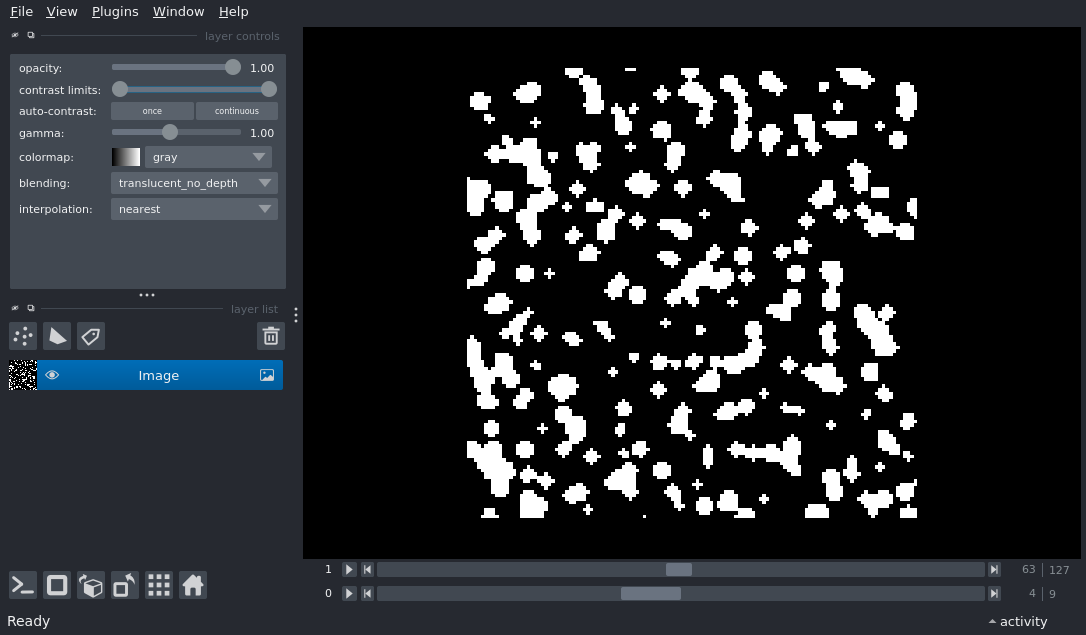 File View Plugins Window Help
layer controls
opacity: 1.00
contrast limits:
auto-contrast: once continuous
gamma: 1.00
colormap: gray
blending: translucent_no_depth
interpolation: nearest
layer list
Image
1 63 127
0 4 9
Ready activity